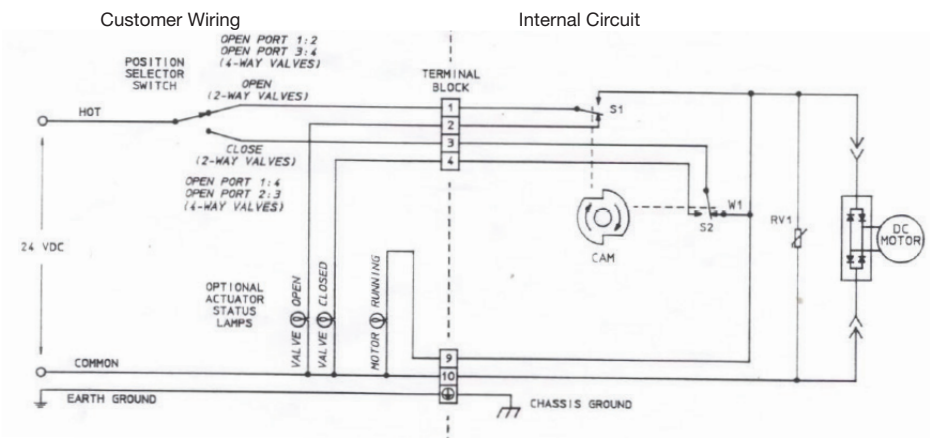 Customer Wiring
Internal Circuit
OPEN PORT 1:2
OPEN PORT 3:4
(4-WAY VALVES)
POSITION
SELECTOR
SWITCH
OPEN
(2-WAY VALVES)
TERMINAL
BLOCK
HOT
1
2
3
4
S1
CLOSE
(2-WAY VALVES)
OPEN PORT 1:4
OPEN PORT 2:3
(4-WAY VALVES)
W1
S2
CAM
RV1
DC
MOTOR
24 VDC
OPTIONAL
ACTUATOR
STATUS
LAMPS
VALVE OPEN
VALVE CLOSED
MOTOR RUNNING
9
10
COMMON
EARTH GROUND
CHASSIS GROUND